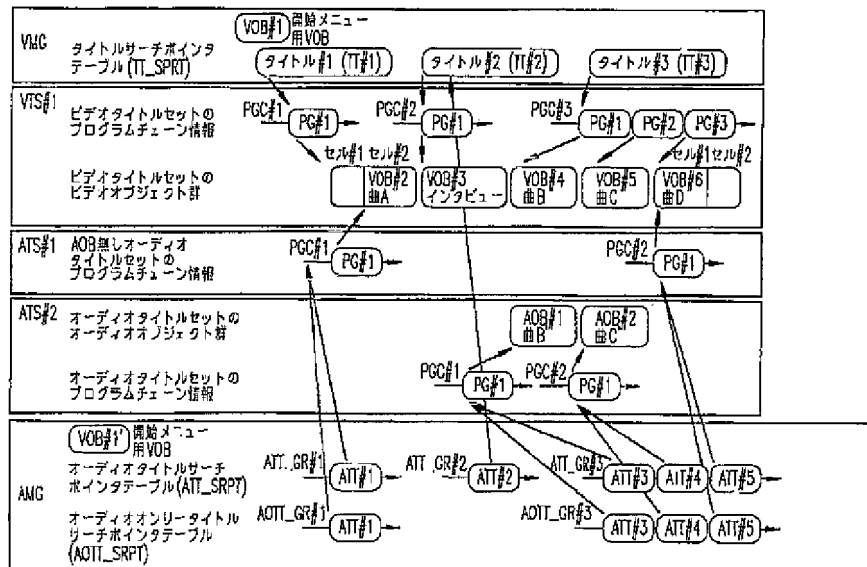 VMG
VOB#1
開始メニュー
用VOB
タイトルサーチポインタ
テーブル(TT_SPRT)
タイトル#1 (TT#1)
タイトル#2 (TT#2)
タイトル#3 (TT#3)
VTS#1
ビデオタイトルセットの
プログラムチェーン情報
PGC#1
PG#1
PGC#2
PG#1
PGC#3
PG#1
PG#2
PG#3
セル#1 セル#2
セル#1 セル#2
ビデオタイトルセットの
ビデオオブジェクト群
VOB#2
曲A
VOB#3
インタビュー
VOB#4
曲B
VOB#5
曲C
VOB#6
曲D
ATS#1
AOB無しオーディオ
タイトルセットの
プログラムチェーン情報
PGC#1
PG#1
PGC#2
PG#1
ATS#2
オーディオタイトルセットの
オーディオオブジェクト群
AOB#1
曲B
AOB#2
曲C
オーディオタイトルセットの
プログラムチェーン情報
PGC#1
PG#1
PGC#2
PG#1
AMG
VOB#1'
開始メニュー
用VOB
オーディオタイトルサーチ
ポインタテーブル(ATT_SRPT)
ATT_GR#1
ATT#1
ATT_GR#2
ATT#2
ATT_GR#3
ATT#3
ATT#4
ATT#5
オーディオオンリータイトル
サーチポインタテーブル
(AOTT_SRPT)
AOTT_GR#1
ATT#1
AOTT_GR#3
ATT#3
ATT#4
ATT#5